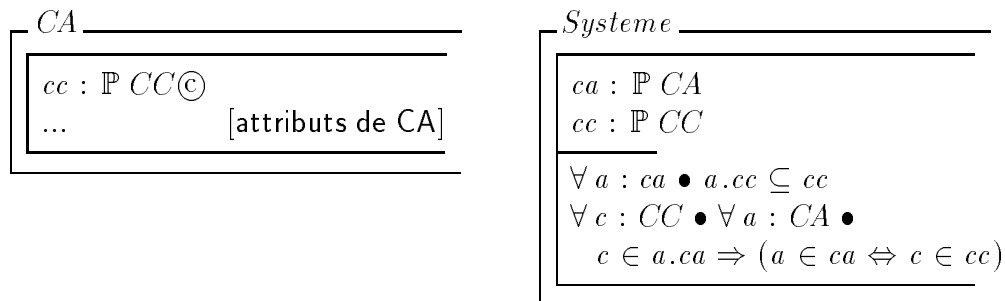 CA
cc : ℙ CCⓒ
... [attributs de CA]
Systeme
ca : ℙ CA
cc : ℙ CC
∀ a : ca • a.cc ⊆ cc
∀ c : CC • ∀ a : CA •
c ∈ a.ca ⇒ (a ∈ ca ⇔ c ∈ cc)